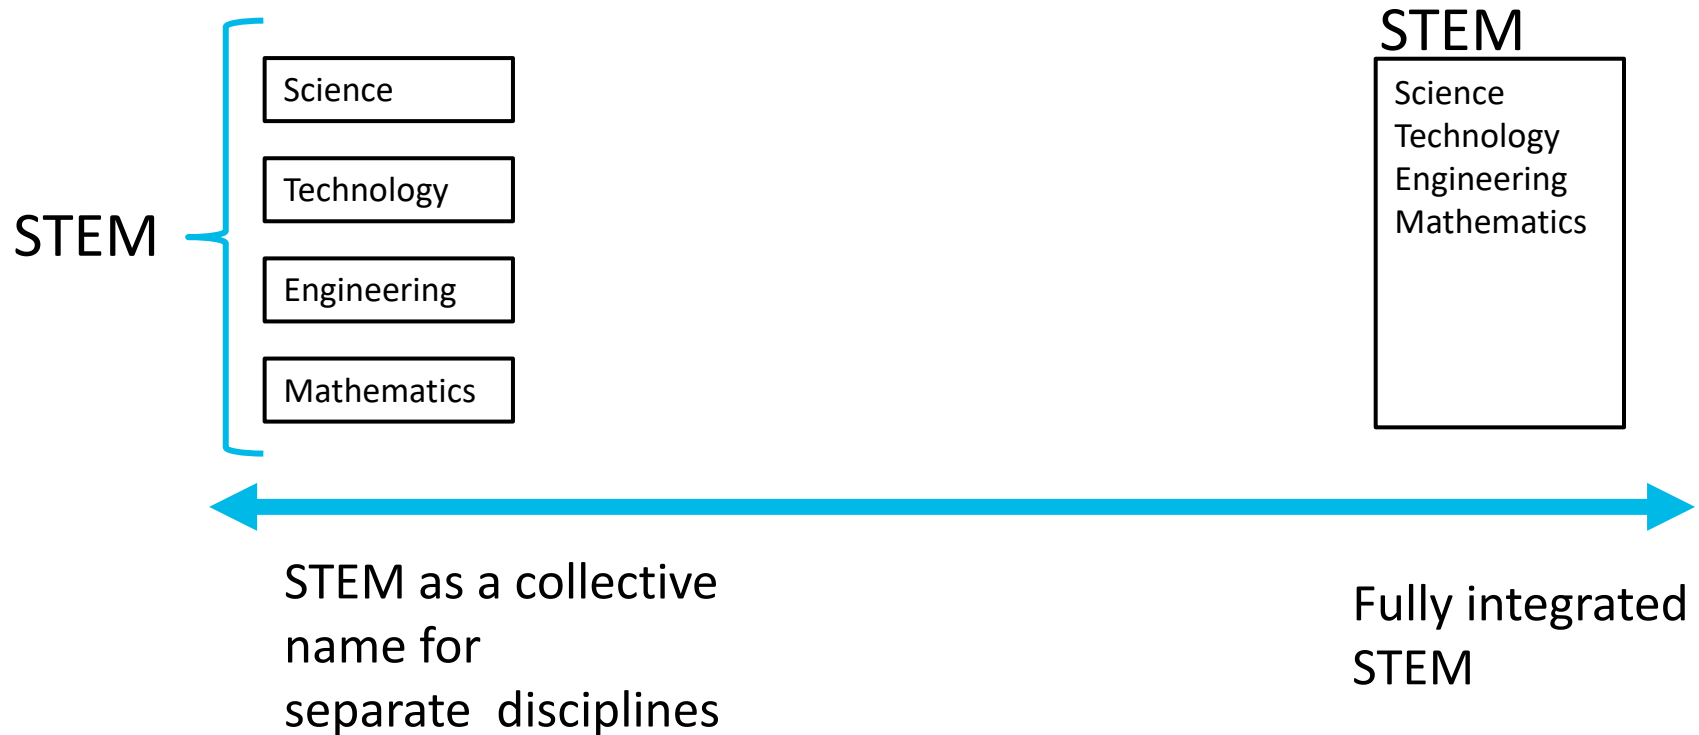 STEM
Science
Technology
Engineering
Mathematics
STEM
Science
Technology
Engineering
Mathematics
STEM as a collective
name for
separate  disciplines
Fully integrated
STEM